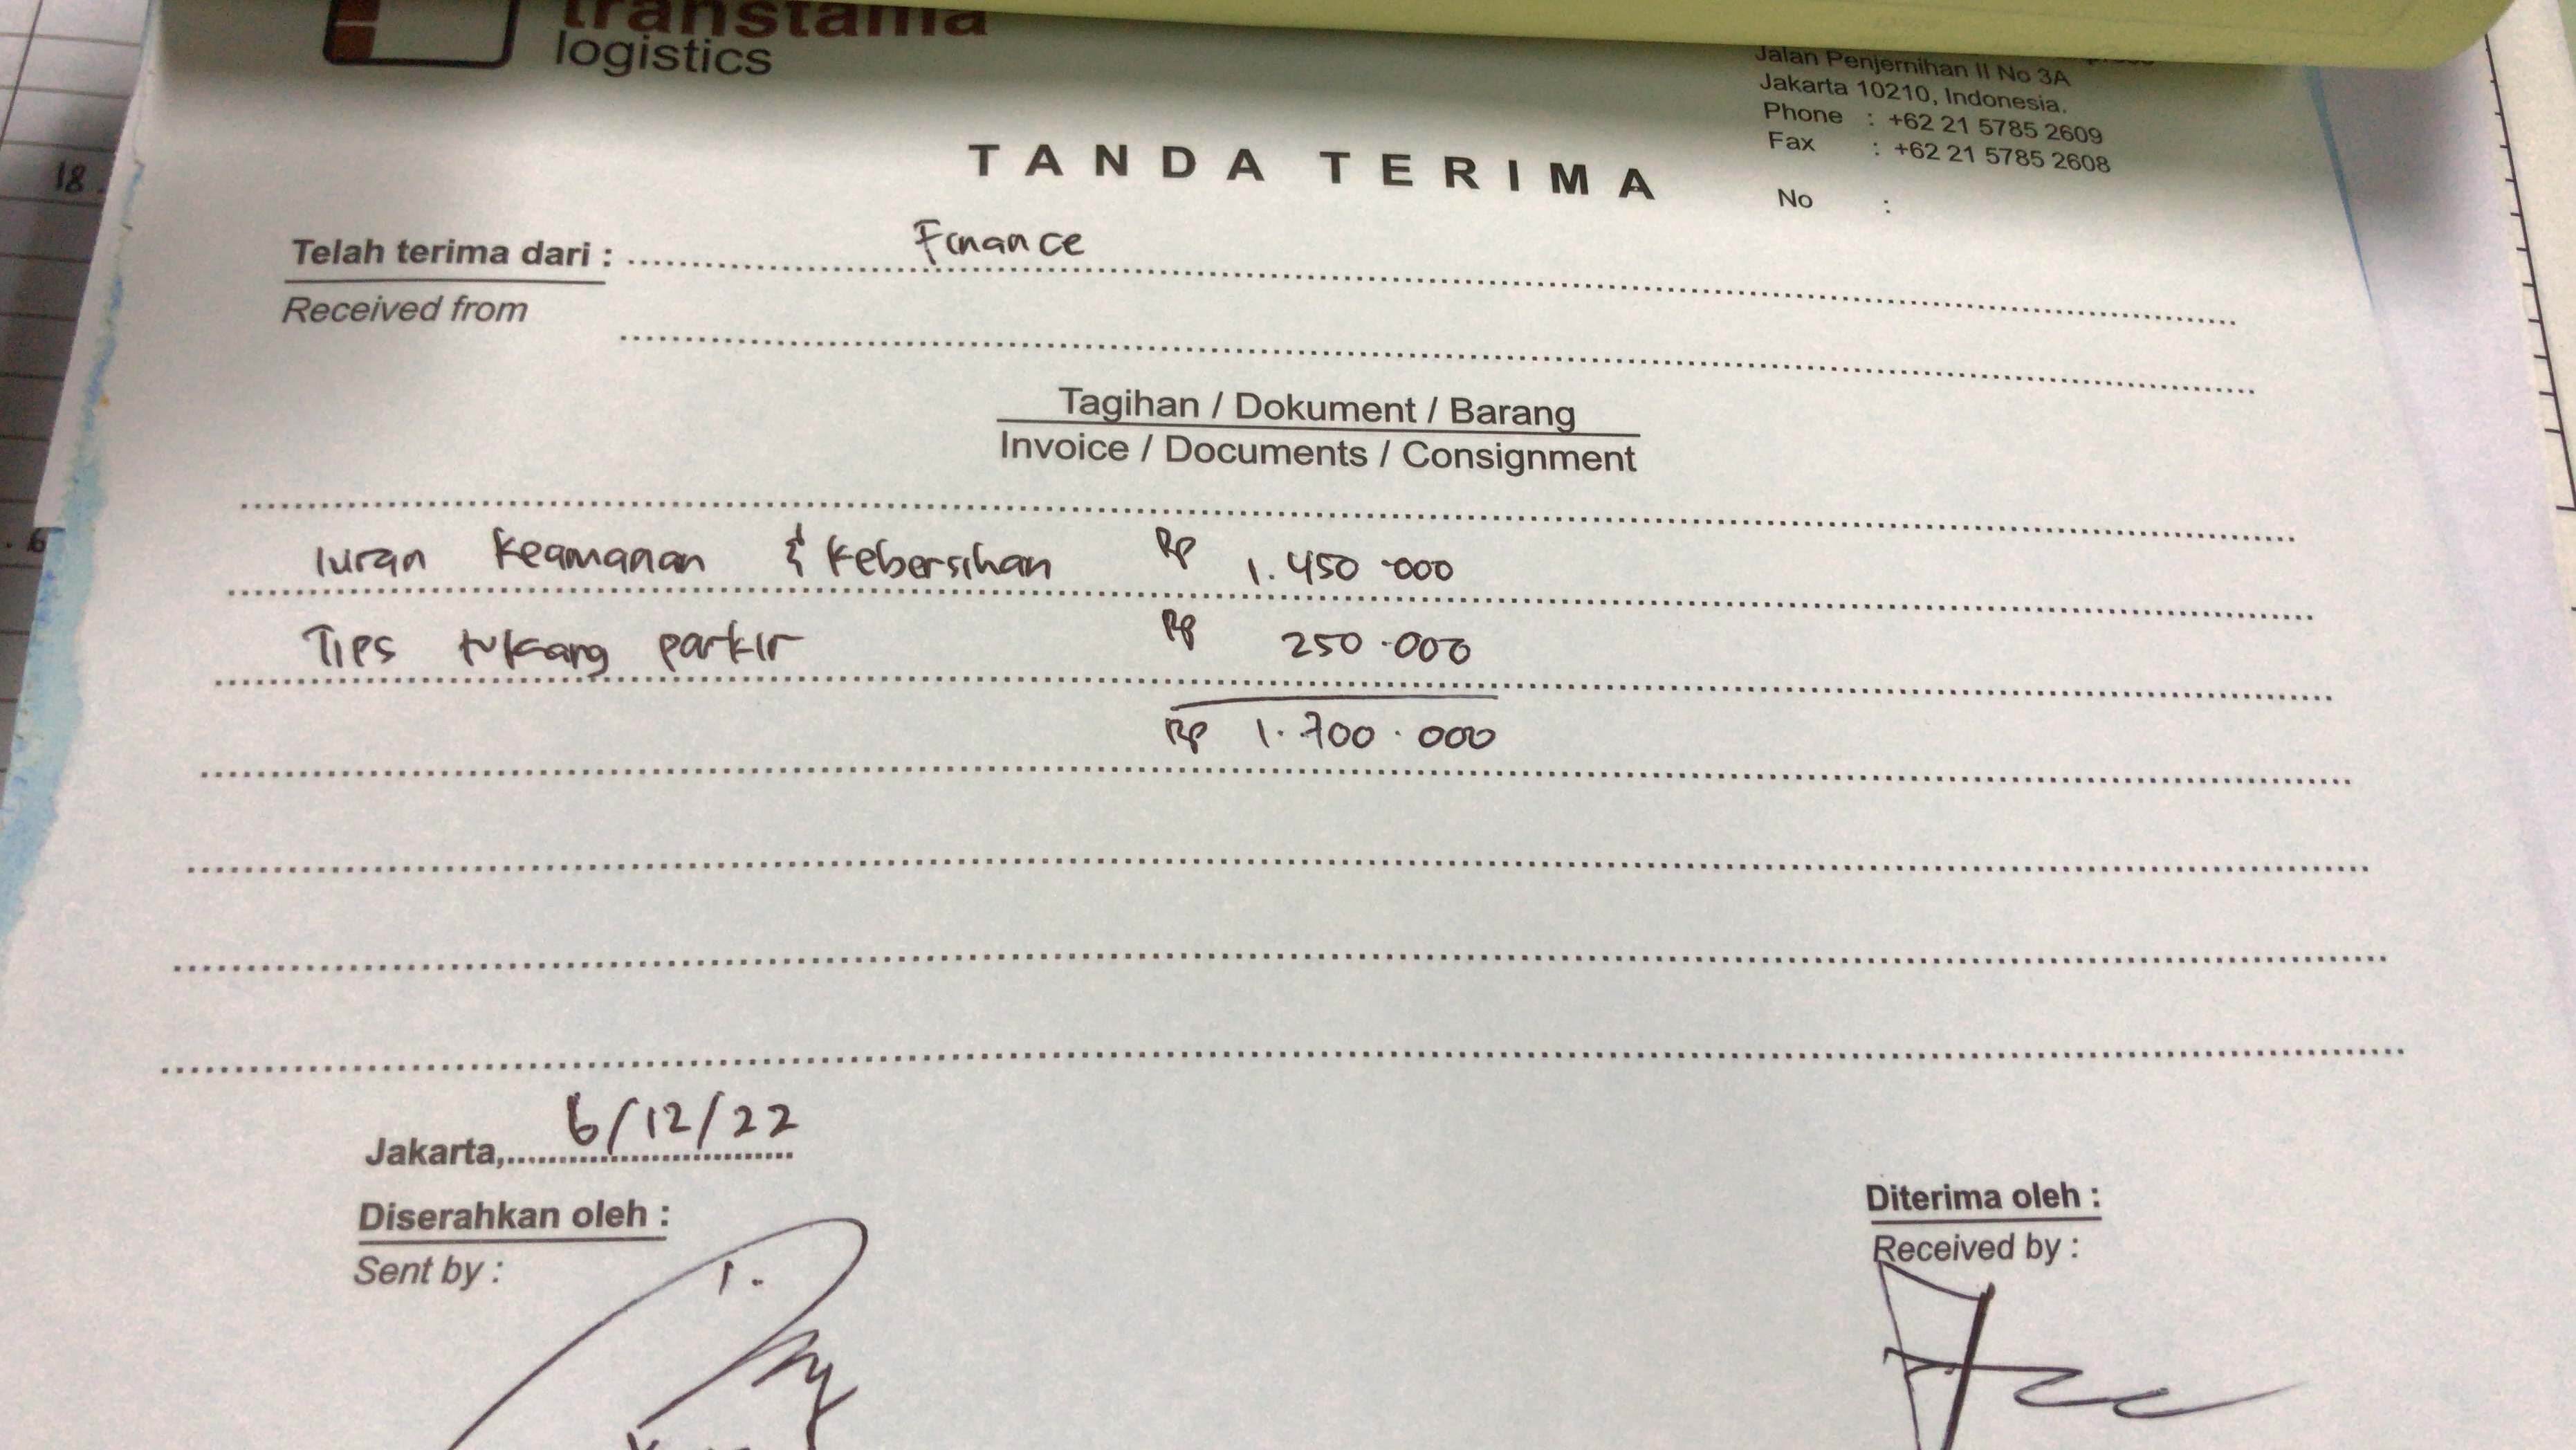 transtama
logistics
Jalan Penjernihan II No 3A
Jakarta 10210, Indonesia.
Phone : +62 21 5785 2609
Fax : +62 21 5785 2608
TANDA TERIMA
No :
Telah terima dari : Finance
Received from
Tagihan / Dokument / Barang
Invoice / Documents / Consignment
Iuran Keamanan & Kebersihan Rp 1.450.000
Tips tukang parkir Rp 250.000
Rp 1.700.000
Jakarta, 6/12/22
Diserahkan oleh :
Sent by :
Diterima oleh :
Received by :
18.